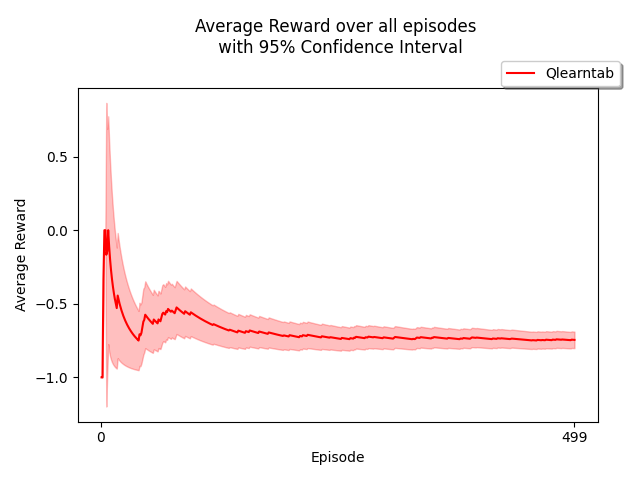 Average Reward over all episodes
with 95% Confidence Interval
Qlearntab
Average Reward
0.5
0.0
−0.5
−1.0
0
499
Episode